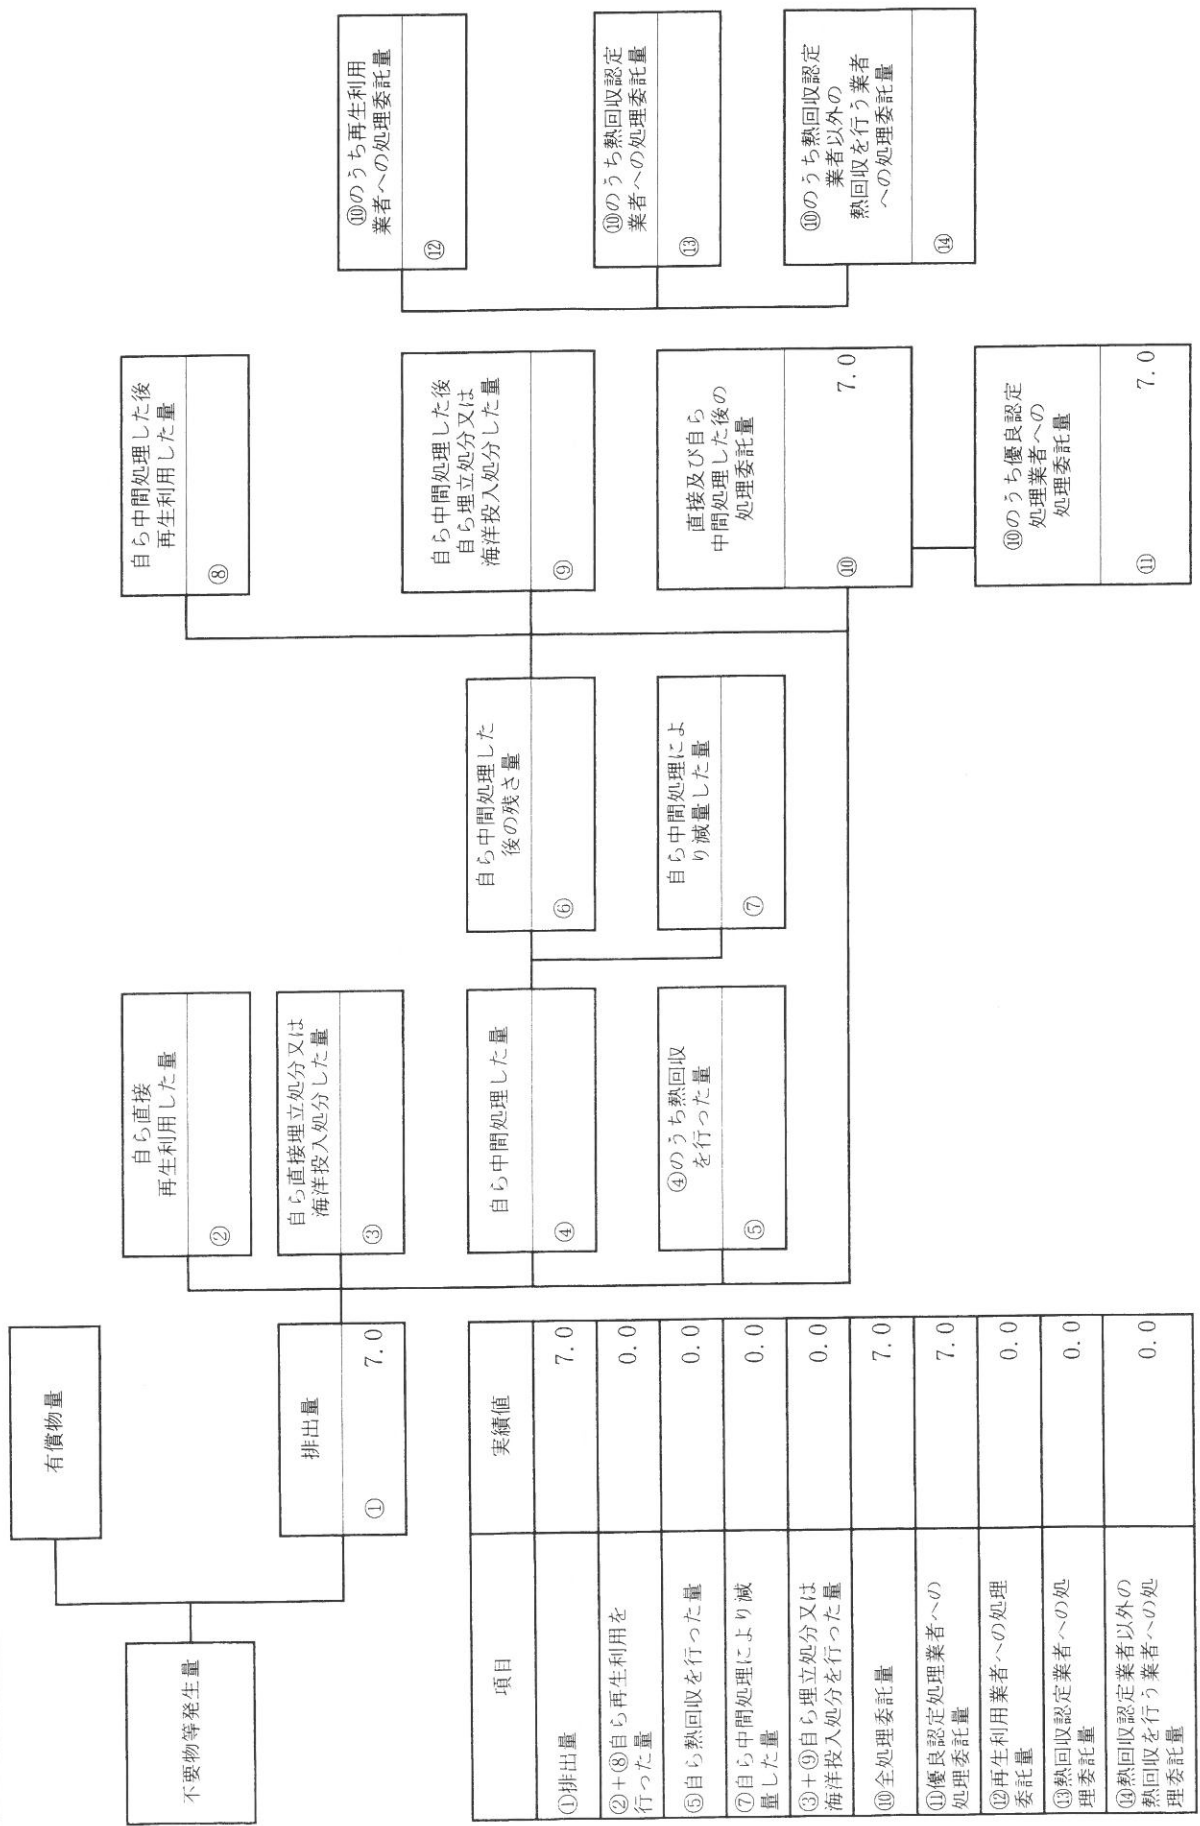 不要物等発生量
有償物量
排出量
① 7.0
自ら直接
再生利用した量
②
自ら直接埋立処分又は
海洋投入処分した量
③
自ら中間処理した量
④
④のうち熱回収
を行った量
⑤
自ら中間処理した
後の残さ量
⑥
自ら中間処理によ
り減量した量
⑦
自ら中間処理した後
再生利用した量
⑧
自ら中間処理した後
自ら埋立処分又は
海洋投入処分した量
⑨
直接及び自ら
中間処理した後の
処理委託量
⑩ 7.0
⑩のうち優良認定
処理業者への
処理委託量
⑪ 7.0
⑩のうち再生利用
業者への処理委託量
⑫
⑩のうち熱回収認定
業者への処理委託量
⑬
⑩のうち熱回収認定
業者以外の
熱回収を行う業者
への処理委託量
⑭
項目 実績値
①排出量 7.0
②+⑧自ら再生利用を
行った量 0.0
⑤自ら熱回収を行った量 0.0
⑦自ら中間処理により減
量した量 0.0
③+⑨自ら埋立処分又は
海洋投入処分を行った量 0.0
⑩全処理委託量 7.0
⑪優良認定処理業者への
処理委託量 7.0
⑫再生利用業者への処理
委託量 0.0
⑬熱回収認定業者への処
理委託量 0.0
⑭熱回収認定業者以外の
熱回収を行う業者への処
理委託量 0.0